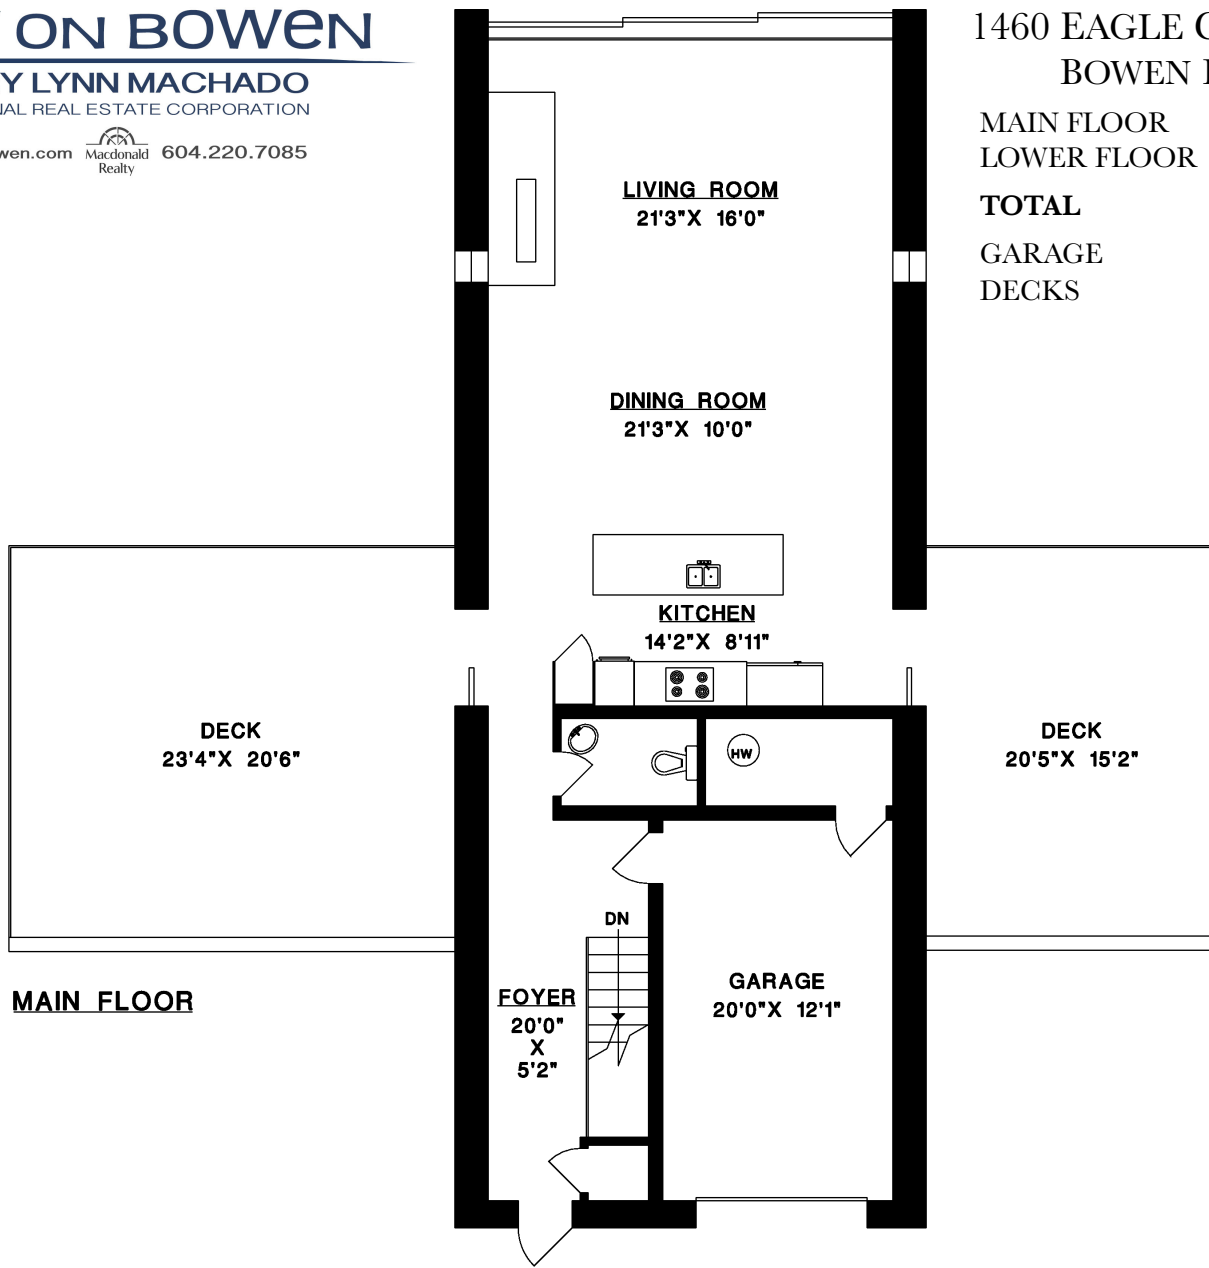 ON BOWEN
Y LYNN MACHADO
NAL REAL ESTATE CORPORATION
wen.com Macdonald Realty 604.220.7085
1460 EAGLE
BOWEN
MAIN FLOOR
LOWER FLOOR
TOTAL
GARAGE
DECKS
LIVING ROOM
21'3"X 16'0"
DINING ROOM
21'3"X 10'0"
KITCHEN
14'2"X 8'11"
DECK
23'4"X 20'6"
HW
DECK
20'5"X 15'2"
DN
MAIN FLOOR
FOYER
20'0"
X
5'2"
GARAGE
20'0"X 12'1"